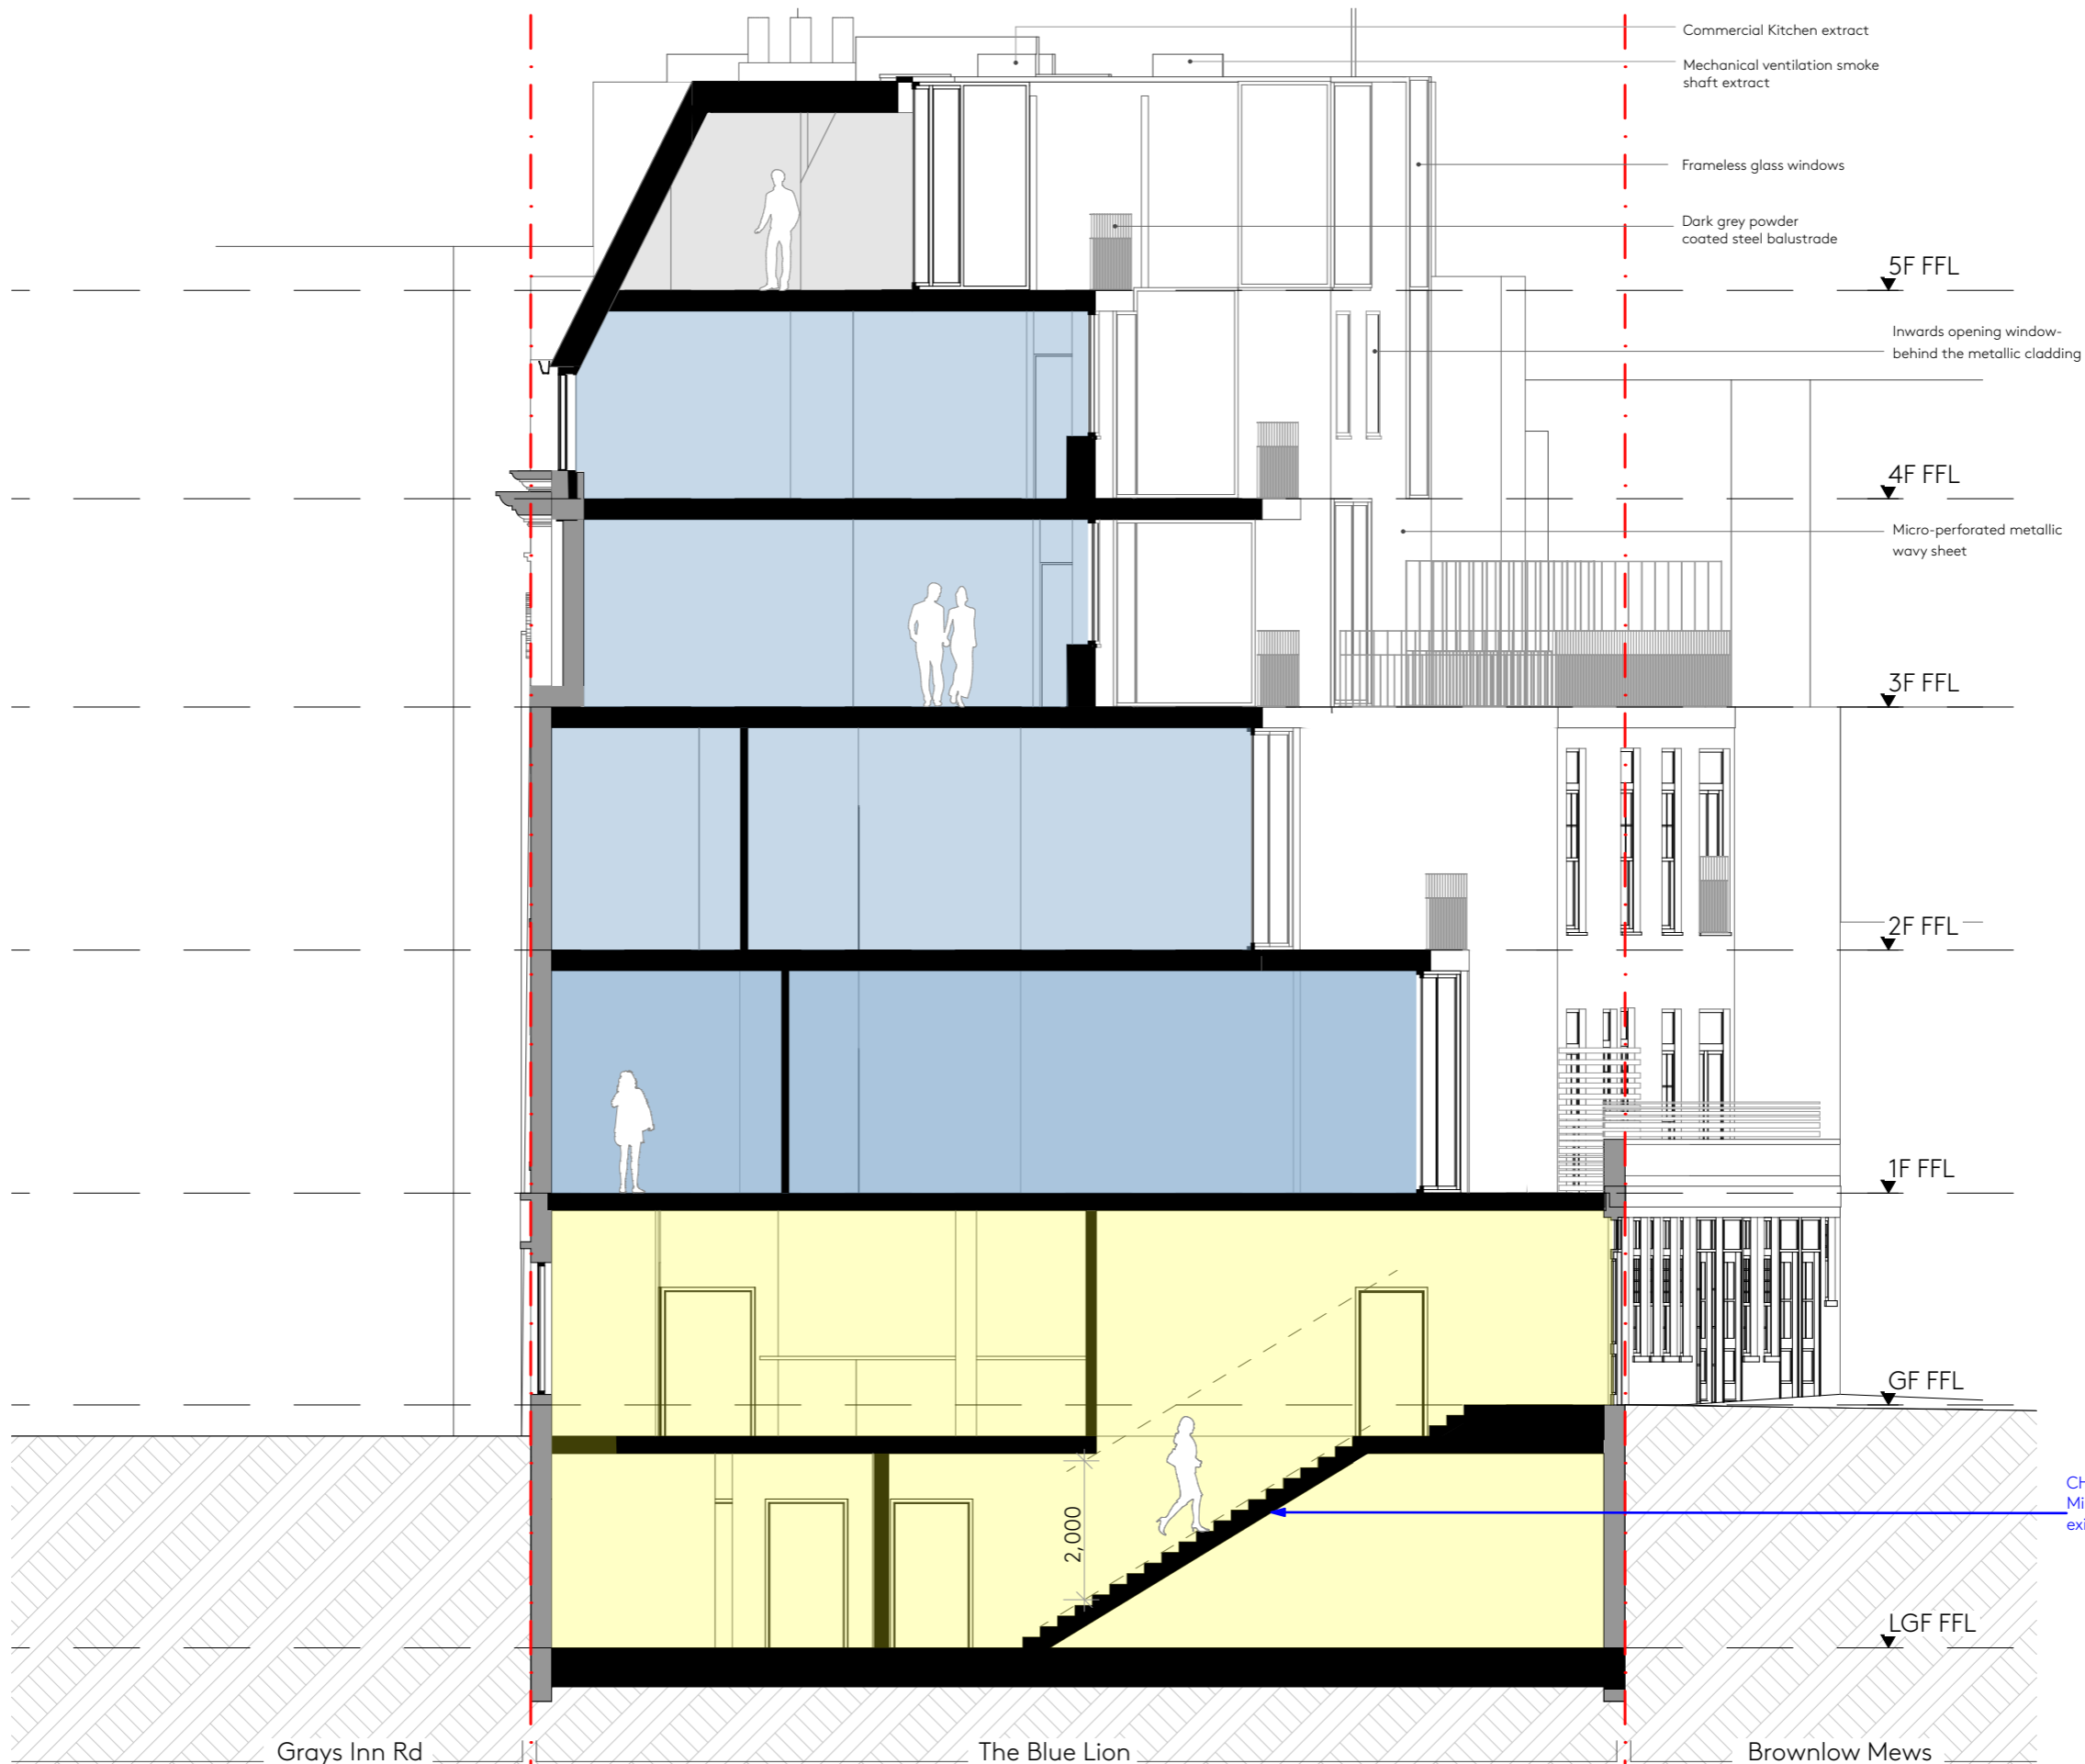 Commercial Kitchen extract
Mechanical ventilation smoke
shaft extract
Frameless glass windows
Dark grey powder
coated steel balustrade
5F FFL
Inwards opening window-
behind the metallic cladding
4F FFL
Micro-perforated metallic
wavy sheet
3F FFL
2F FFL
1F FFL
GF FFL
2,000
LGF FFL
Grays Inn Rd
The Blue Lion
Brownlow Mews